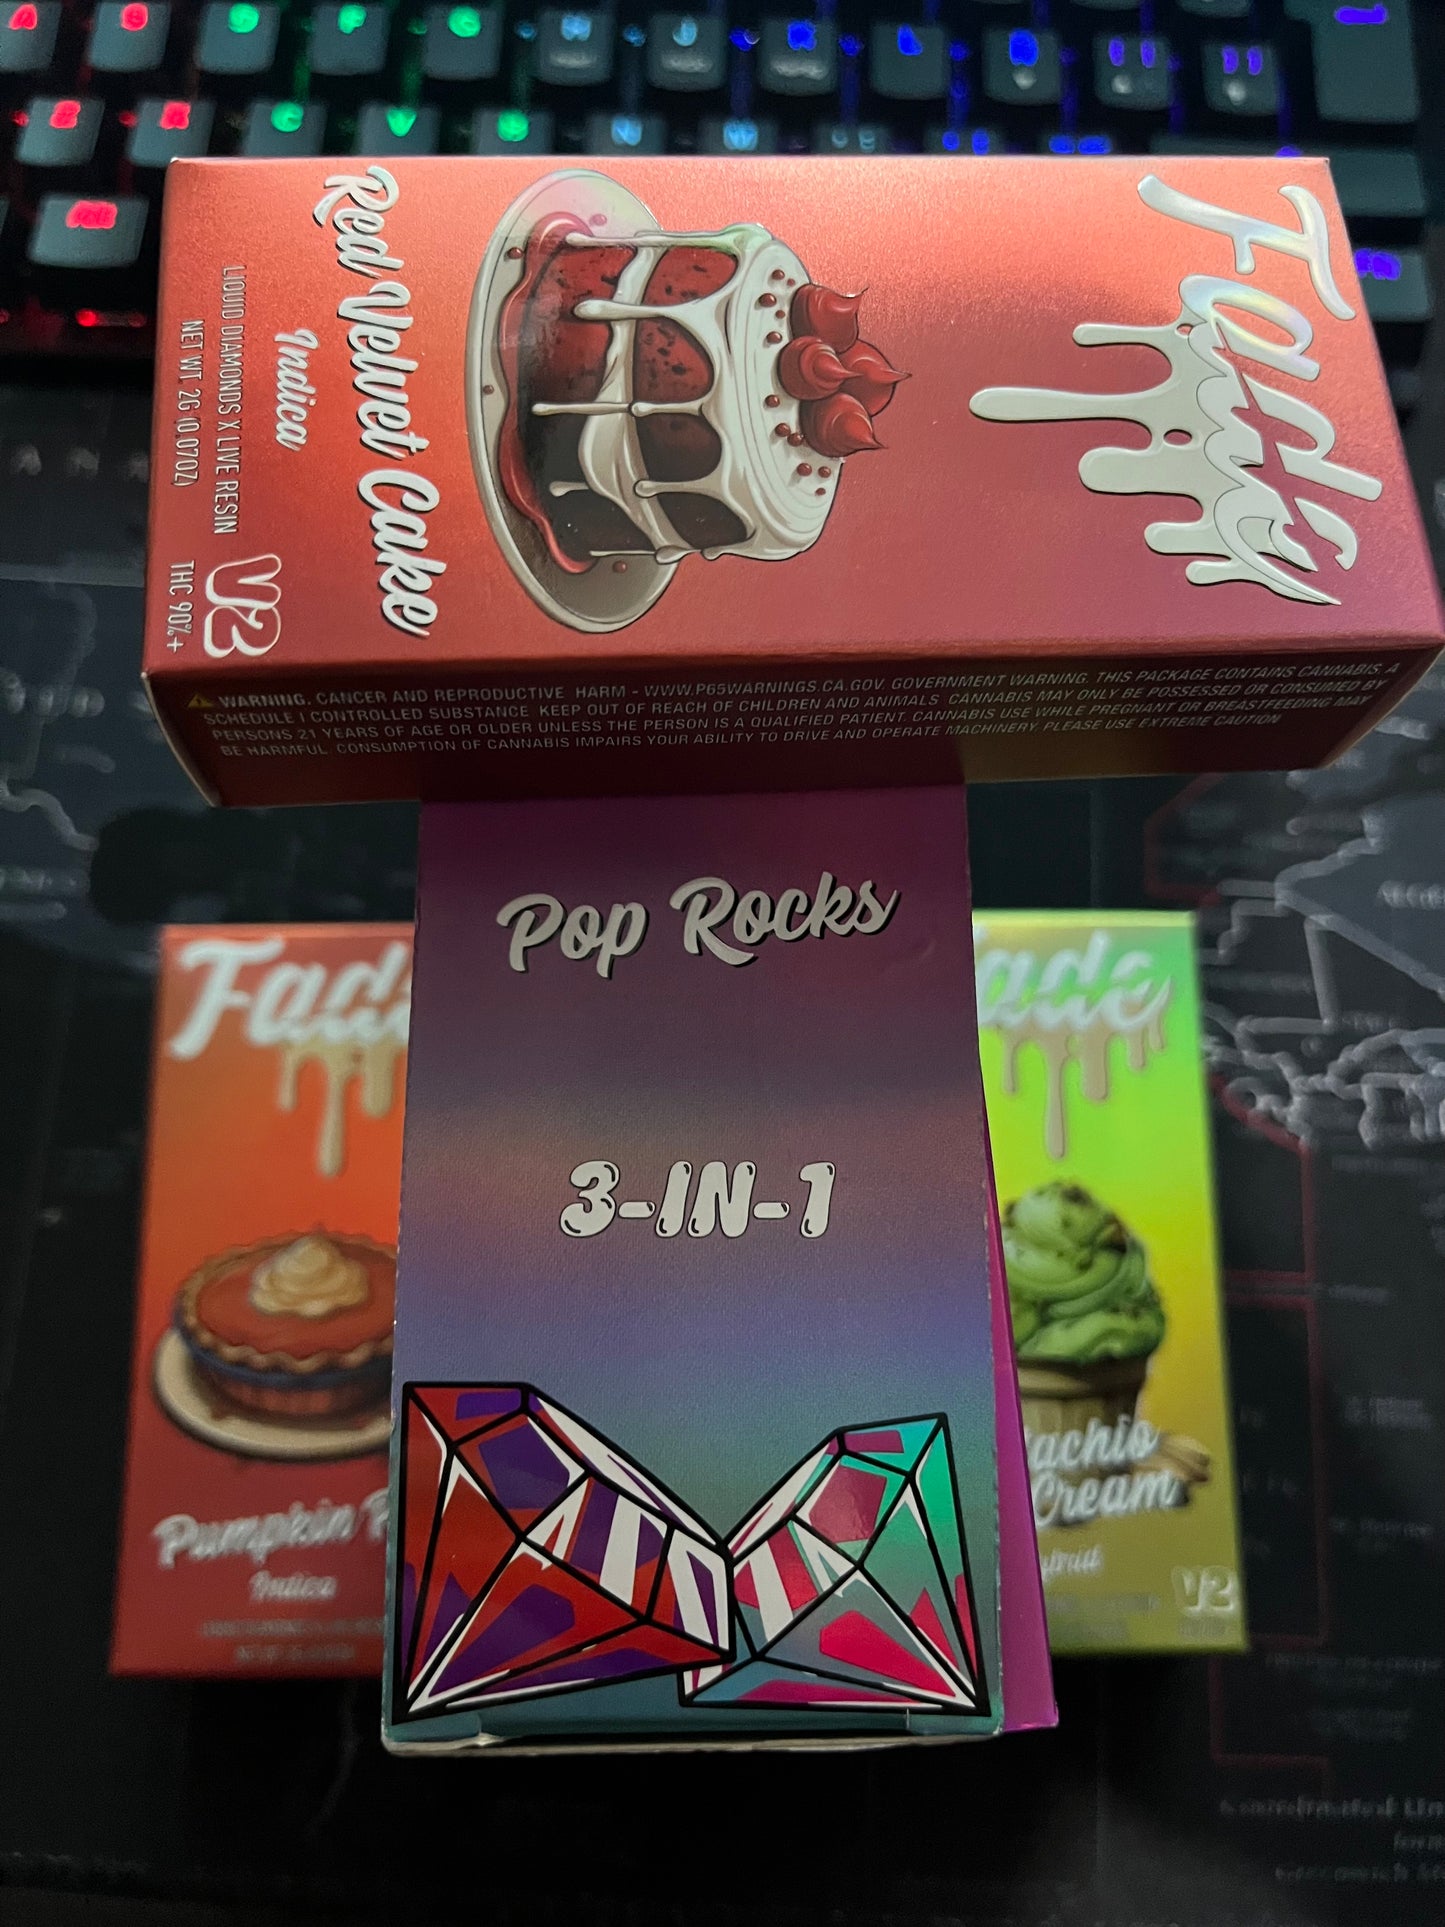 Fade
Red Velvet Cake
Indica
LIQUID DIAMONDS X LIVE RESIN
NET WT. 2G (0.07OZ)
V2
THC 90%+
WARNING. CANCER AND REPRODUCTIVE HARM - WWW.P65WARNINGS.CA.GOV. GOVERNMENT WARNING. THIS PACKAGE CONTAINS CANNABIS, A
SCHEDULE I CONTROLLED SUBSTANCE. KEEP OUT OF REACH OF CHILDREN AND ANIMALS. CANNABIS MAY ONLY BE POSSESSED OR CONSUMED BY
PERSONS 21 YEARS OF AGE OR OLDER UNLESS THE PERSON IS A QUALIFIED PATIENT. CANNABIS USE WHILE PREGNANT OR BREASTFEEDING MAY
BE HARMFUL. CONSUMPTION OF CANNABIS IMPAIRS YOUR ABILITY TO DRIVE AND OPERATE MACHINERY. PLEASE USE EXTREME CAUTION
Pop Rocks
3-IN-1
Fade
Pumpkin P
Indica
ade
achio
Cream
V2